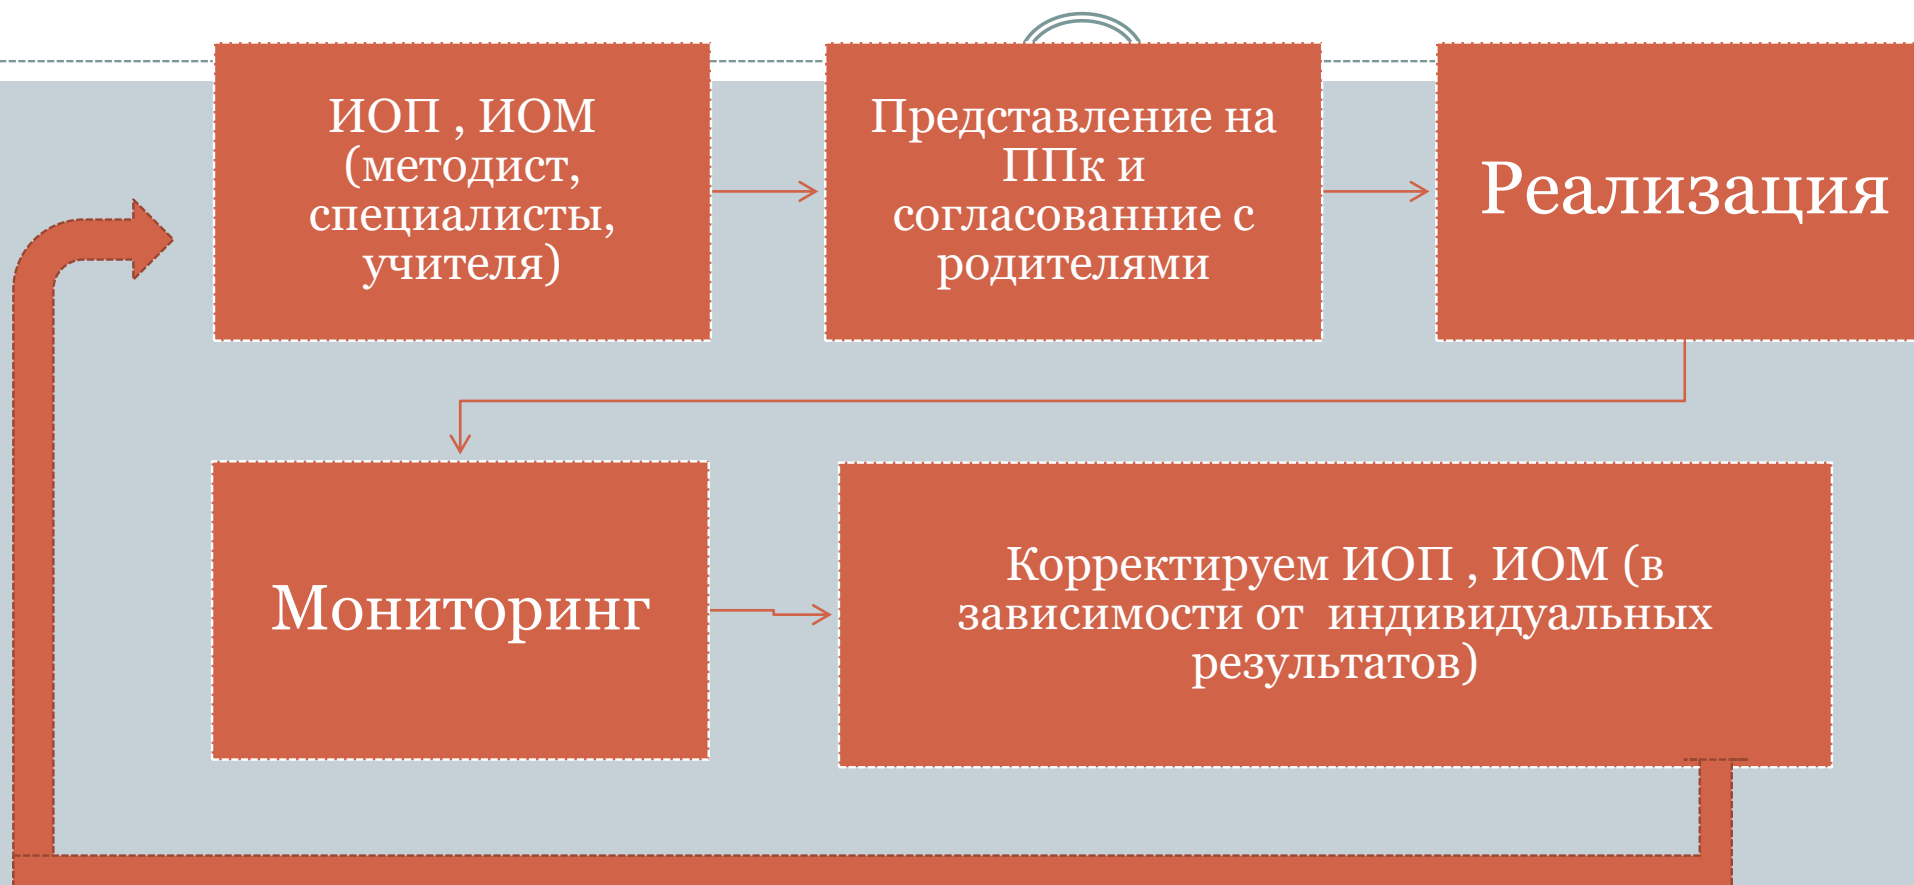 ИОП , ИОМ
(методист,
специалисты,
учителя)
Представление на
ППк и
согласованние с
родителями
Реализация
Мониторинг
Корректируем ИОП , ИОМ (в
зависимости от  индивидуальных
результатов)